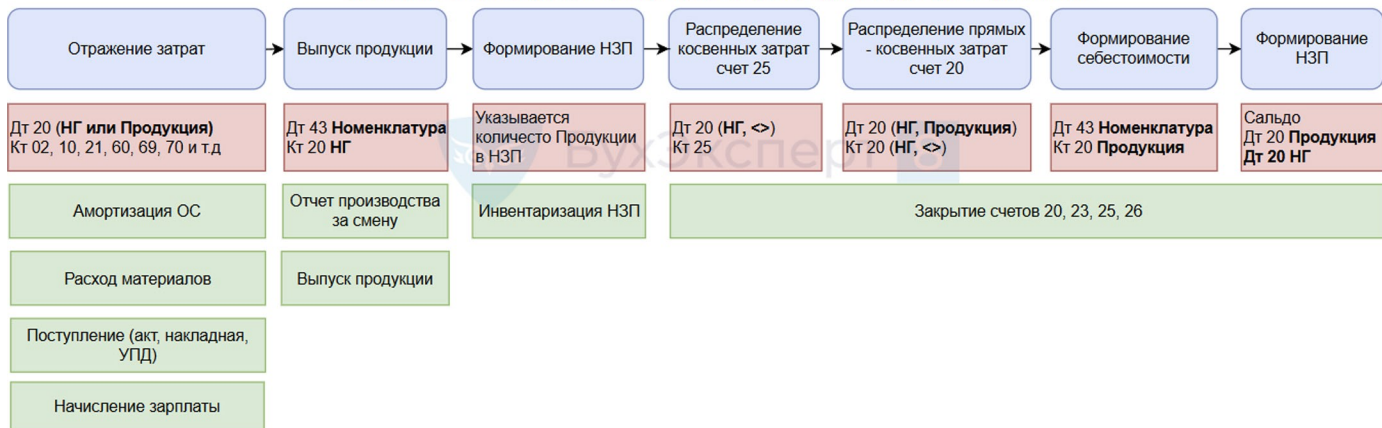 Отражение затрат
Выпуск продукции
Формирование НЗП
Распределение
косвенных затрат
счет 25
Распределение прямых
- косвенных затрат
счет 20
Формирование
себестоимости
Формирование
НЗП
Дт 20 (НГ или Продукция)
Кт 02, 10, 21, 60, 69, 70 и т.д
Дт 43 Номенклатура
Кт 20 НГ
Указывается
количесто Продукции
в НЗП
Дт 20 (НГ, <>)
Кт 25
Дт 20 (НГ, Продукция)
Кт 20 (НГ, <>)
Дт 43 Номенклатура
Кт 20 Продукция
Сальдо
Дт 20 Продукция
Дт 20 НГ
БухЭксперт 8
Амортизация ОС
Отчет производства
за смену
Инвентаризация НЗП
Закрытие счетов 20, 23, 25, 26
Расход материалов
Выпуск продукции
Поступление (акт, накладная,
УПД)
Начисление зарплаты